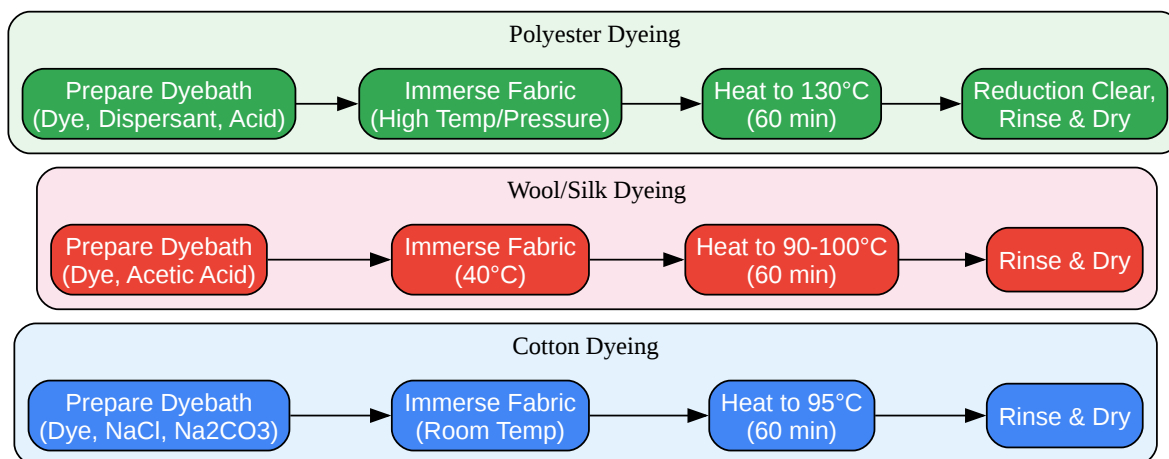 Polyester Dyeing
Prepare Dyebath
(Dye, Dispersant, Acid)
Immerse Fabric
(High Temp/Pressure)
Heat to 130°C
(60 min)
Reduction Clear,
Rinse & Dry
Wool/Silk Dyeing
Prepare Dyebath
(Dye, Acetic Acid)
Immerse Fabric
(40°C)
Heat to 90-100°C
(60 min)
Rinse & Dry
Cotton Dyeing
Prepare Dyebath
(Dye, NaCl, Na2CO3)
Immerse Fabric
(Room Temp)
Heat to 95°C
(60 min)
Rinse & Dry